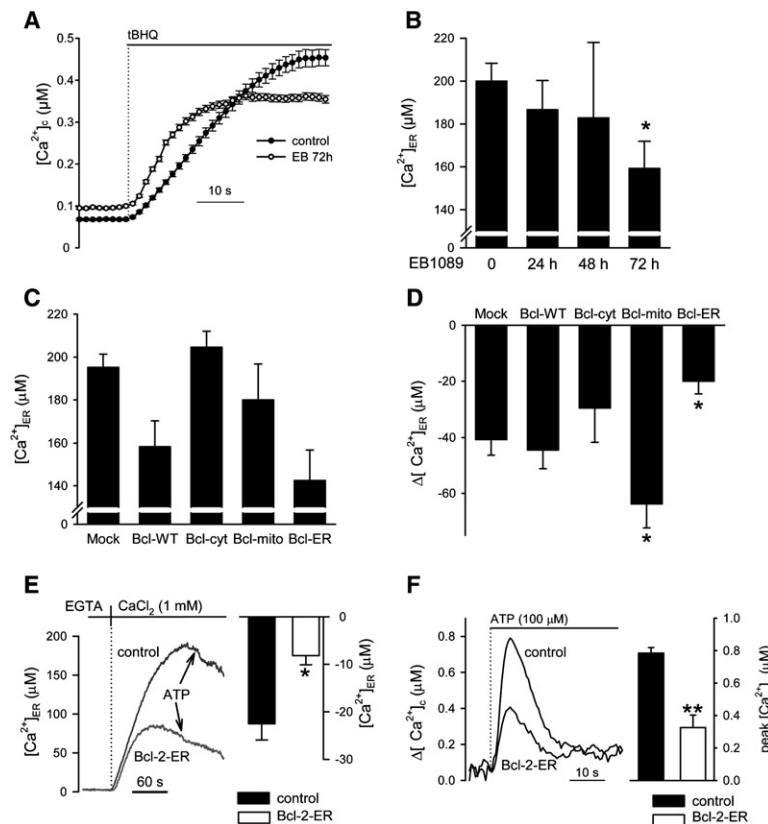 A
tBHQ
[Ca2+]c (μM)
0.5
0.4
0.3
0.2
0.1
0
control
EB 72h
10 s
B
[Ca2+]ER (μM)
220
200
180
160
140
0
*
EB1089 0 24 h 48 h 72 h
C
[Ca2+]ER (μM)
220
200
180
160
140
0
Mock Bcl-WT Bcl-cyt Bcl-mito Bcl-ER
D
Mock Bcl-WT Bcl-cyt Bcl-mito Bcl-ER
Δ[ Ca2+]ER (μM)
0
-20
-40
-60
*
*
E
EGTA CaCl2 (1 mM)
[Ca2+]ER (μM)
200
150
100
50
0
control
ATP
Bcl-2-ER
60 s
*
0
-10
-20
-30
[Ca2+]ER (μM)
control
Bcl-2-ER
F
ATP (100 μM)
Δ[ Ca2+]c (μM)
0.8
0.6
0.4
0.2
0.0
control
Bcl-2-ER
10 s
**
1.0
0.8
0.6
0.4
0.2
0.0
peak [Ca2+] (μM)
control
Bcl-2-ER